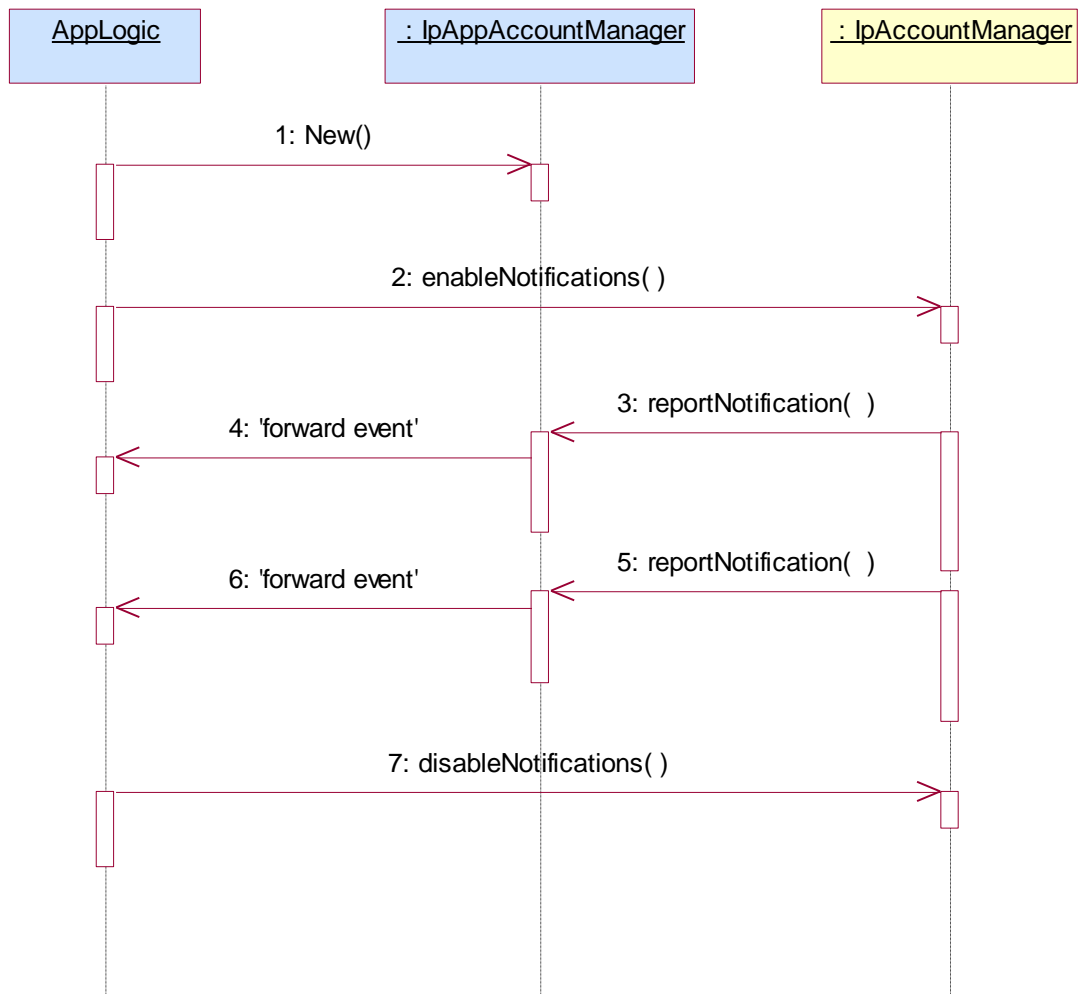 AppLogic
: IpAppAccountManager
: IpAccountManager
1: New()
2: enableNotifications( )
3: reportNotification(  )
4: 'forward event'
5: reportNotification(  )
6: 'forward event'
7: disableNotifications( )